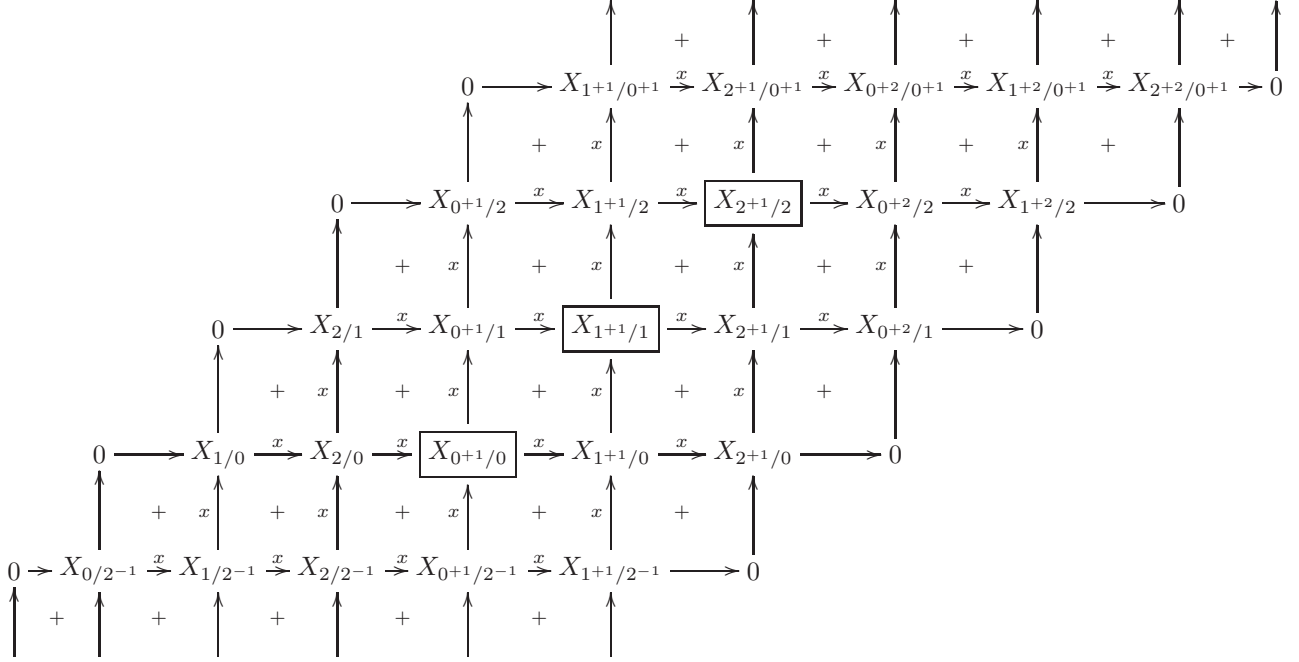 + + + + +
0 X_{1^{+1}/0^{+1}} x X_{2^{+1}/0^{+1}} x X_{0^{+2}/0^{+1}} x X_{1^{+2}/0^{+1}} x X_{2^{+2}/0^{+1}} 0
+ x + x + x + x +
0 X_{0^{+1}/2} x X_{1^{+1}/2} x X_{2^{+1}/2} x X_{0^{+2}/2} x X_{1^{+2}/2} 0
+ x + x + x + x +
0 X_{2/1} x X_{0^{+1}/1} x X_{1^{+1}/1} x X_{2^{+1}/1} x X_{0^{+2}/1} 0
+ x + x + x + x +
0 X_{1/0} x X_{2/0} x X_{0^{+1}/0} x X_{1^{+1}/0} x X_{2^{+1}/0} 0
+ x + x + x + x +
0 X_{0/2^{-1}} x X_{1/2^{-1}} x X_{2/2^{-1}} x X_{0^{+1}/2^{-1}} x X_{1^{+1}/2^{-1}} 0
+ + + + +